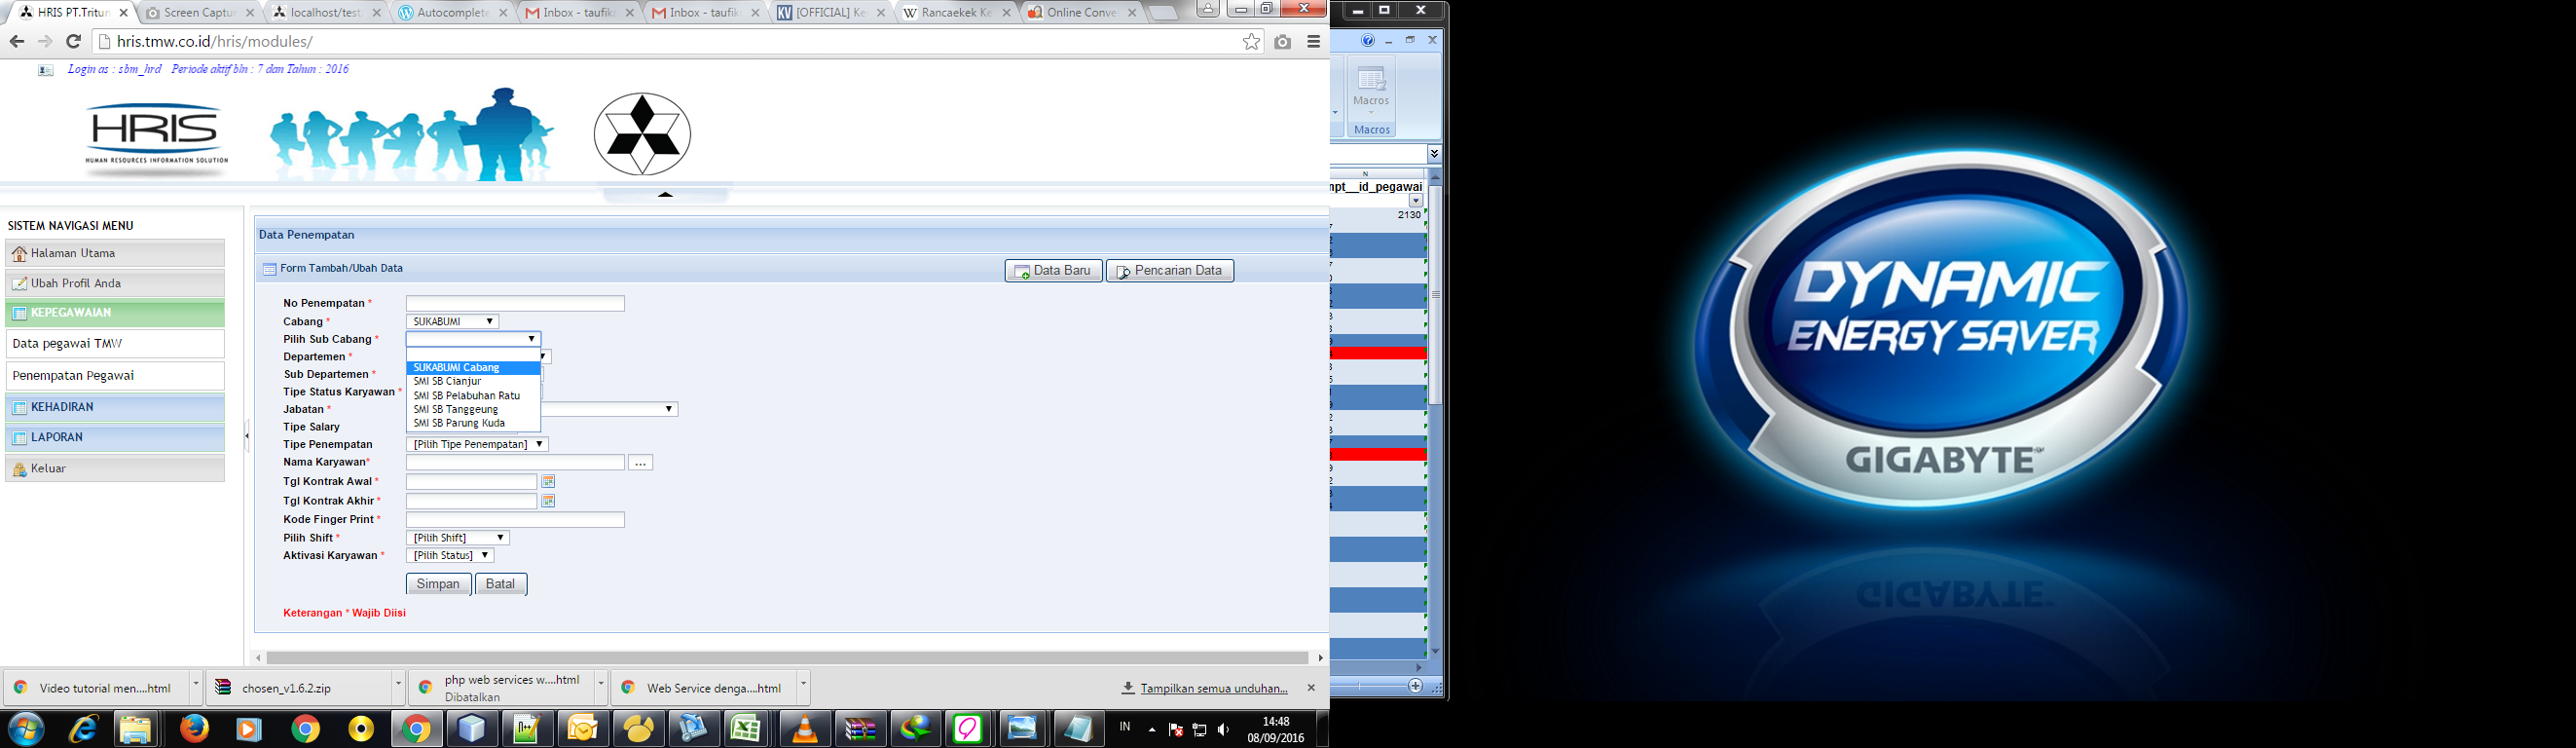 HRIS PT.Tritun
Screen Captur
localhost/test
Autocomplete
Inbox - taufik
Inbox - taufik
[OFFICIAL] Ke
Rancaekek Ke
Online Conve
hris.tmw.co.id/hris/modules/
Login as : sbm_hrd Periode aktif bln : 7 dan Tahun : 2016
HRIS
HUMAN RESOURCES INFORMATION SOLUTION
SISTEM NAVIGASI MENU
Halaman Utama
Ubah Profil Anda
KEPEGAWAIAN
Data pegawai TMW
Penempatan Pegawai
KEHADIRAN
LAPORAN
Keluar
Data Penempatan
Form Tambah/Ubah Data
Data Baru
Pencarian Data
No Penempatan *
Cabang * SUKABUMI
Pilih Sub Cabang *
Departemen *
SUKABUMI Cabang
Sub Departemen *
SMI SB Cianjur
Tipe Status Karyawan *
SMI SB Pelabuhan Ratu
Jabatan *
SMI SB Tanggeung
Tipe Salary
SMI SB Parung Kuda
Tipe Penempatan [Pilih Tipe Penempatan]
Nama Karyawan* ...
Tgl Kontrak Awal *
Tgl Kontrak Akhir *
Kode Finger Print *
Pilih Shift * [Pilih Shift]
Aktivasi Karyawan * [Pilih Status]
Simpan Batal
Keterangan * Wajib Diisi
Macros
Macros
N
npt__id_pegawai
2130
DYNAMIC
ENERGY SAVER
GIGABYTE
Video tutorial men....html
chosen_v1.6.2.zip
php web services w....html
Dibatalkan
Web Service denga....html
Tampilkan semua unduhan...
IN
14:48
08/09/2016